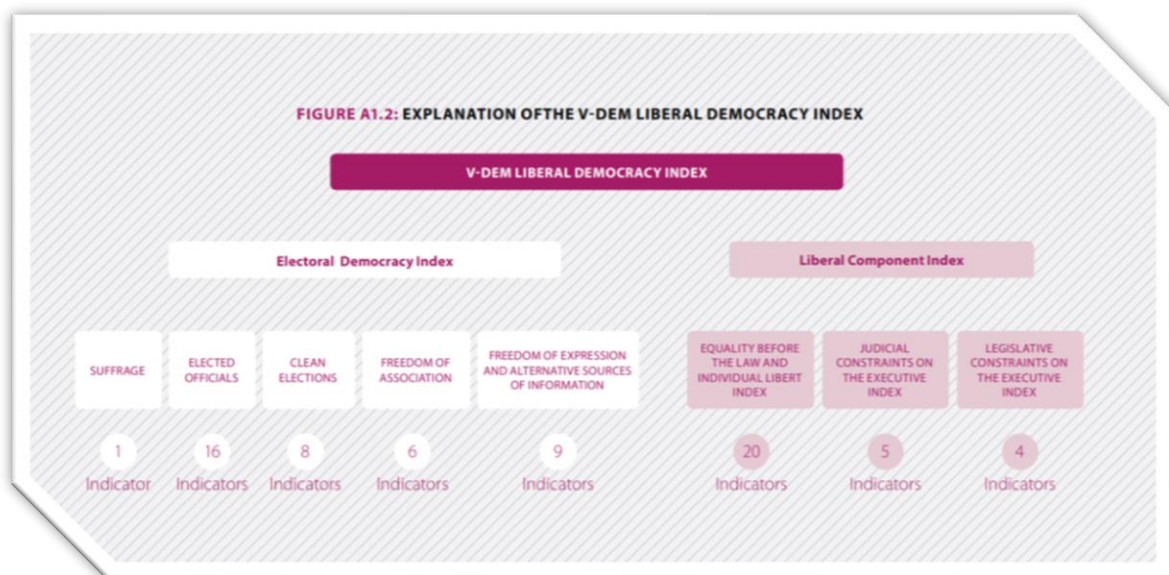 FIGURE A1.2: EXPLANATION OFTHE V-DEM LIBERAL DEMOCRACY INDEX
V-DEM LIBERAL DEMOCRACY INDEX
Electoral Democracy Index
Liberal Component Index
SUFFRAGE
ELECTED
OFFICIALS
CLEAN
ELECTIONS
FREEDOM OF
ASSOCIATION
FREEDOM OF EXPRESSION
AND ALTERNATIVE SOURCES
OF INFORMATION
EQUALITY BEFORE
THE LAW AND
INDIVIDUAL LIBERT
INDEX
JUDICIAL
CONSTRAINTS ON
THE EXECUTIVE
INDEX
LEGISLATIVE
CONSTRAINTS ON
THE EXECUTIVE
INDEX
1
Indicator
16
Indicators
8
Indicators
6
Indicators
9
Indicators
20
Indicators
5
Indicators
4
Indicators